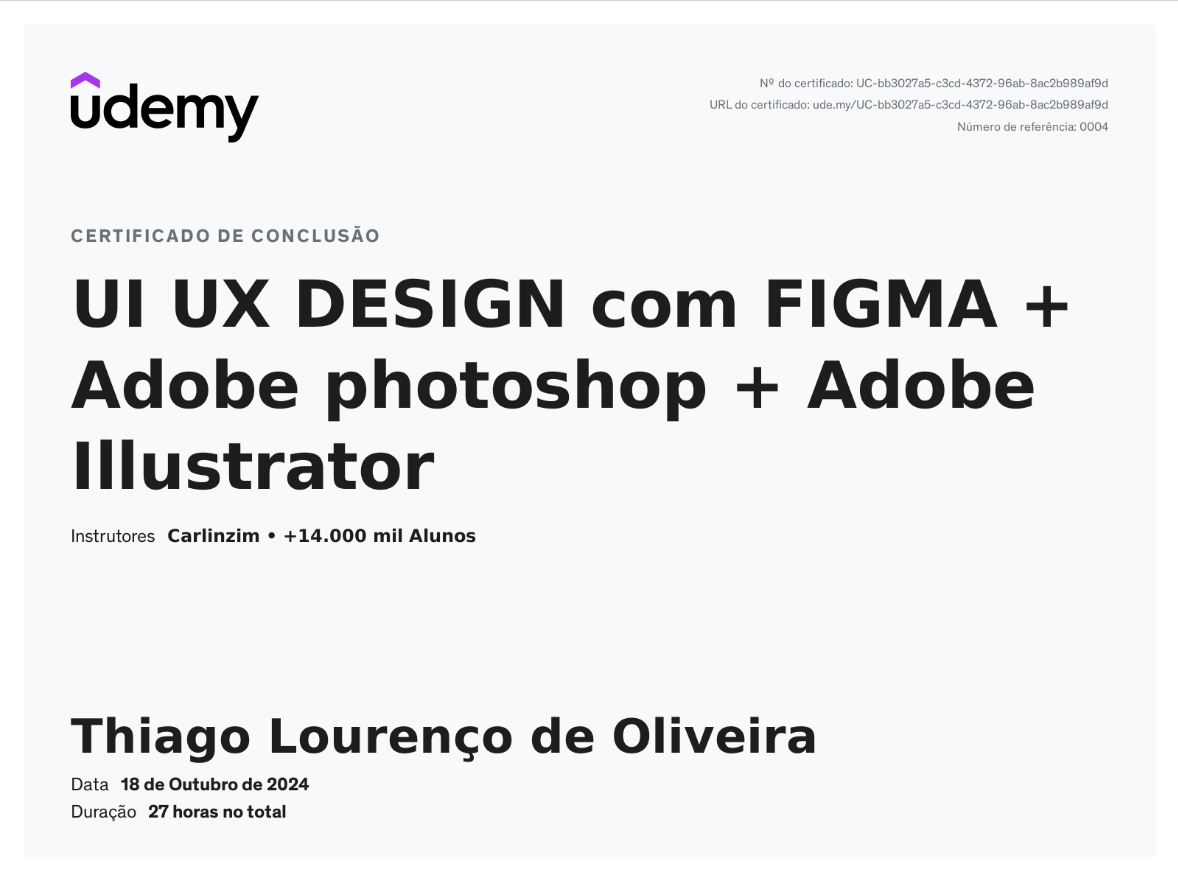 udemy
Nº do certificado: UC-bb3027a5-c3cd-4372-96ab-8ac2b989af9d
URL do certificado: ude.my/UC-bb3027a5-c3cd-4372-96ab-8ac2b989af9d
Número de referência: 0004
CERTIFICADO DE CONCLUSÃO
UI UX DESIGN com FIGMA +
Adobe photoshop + Adobe
Illustrator
Instrutores Carlinzim • +14.000 mil Alunos
Thiago Lourenço de Oliveira
Data 18 de Outubro de 2024
Duração 27 horas no total